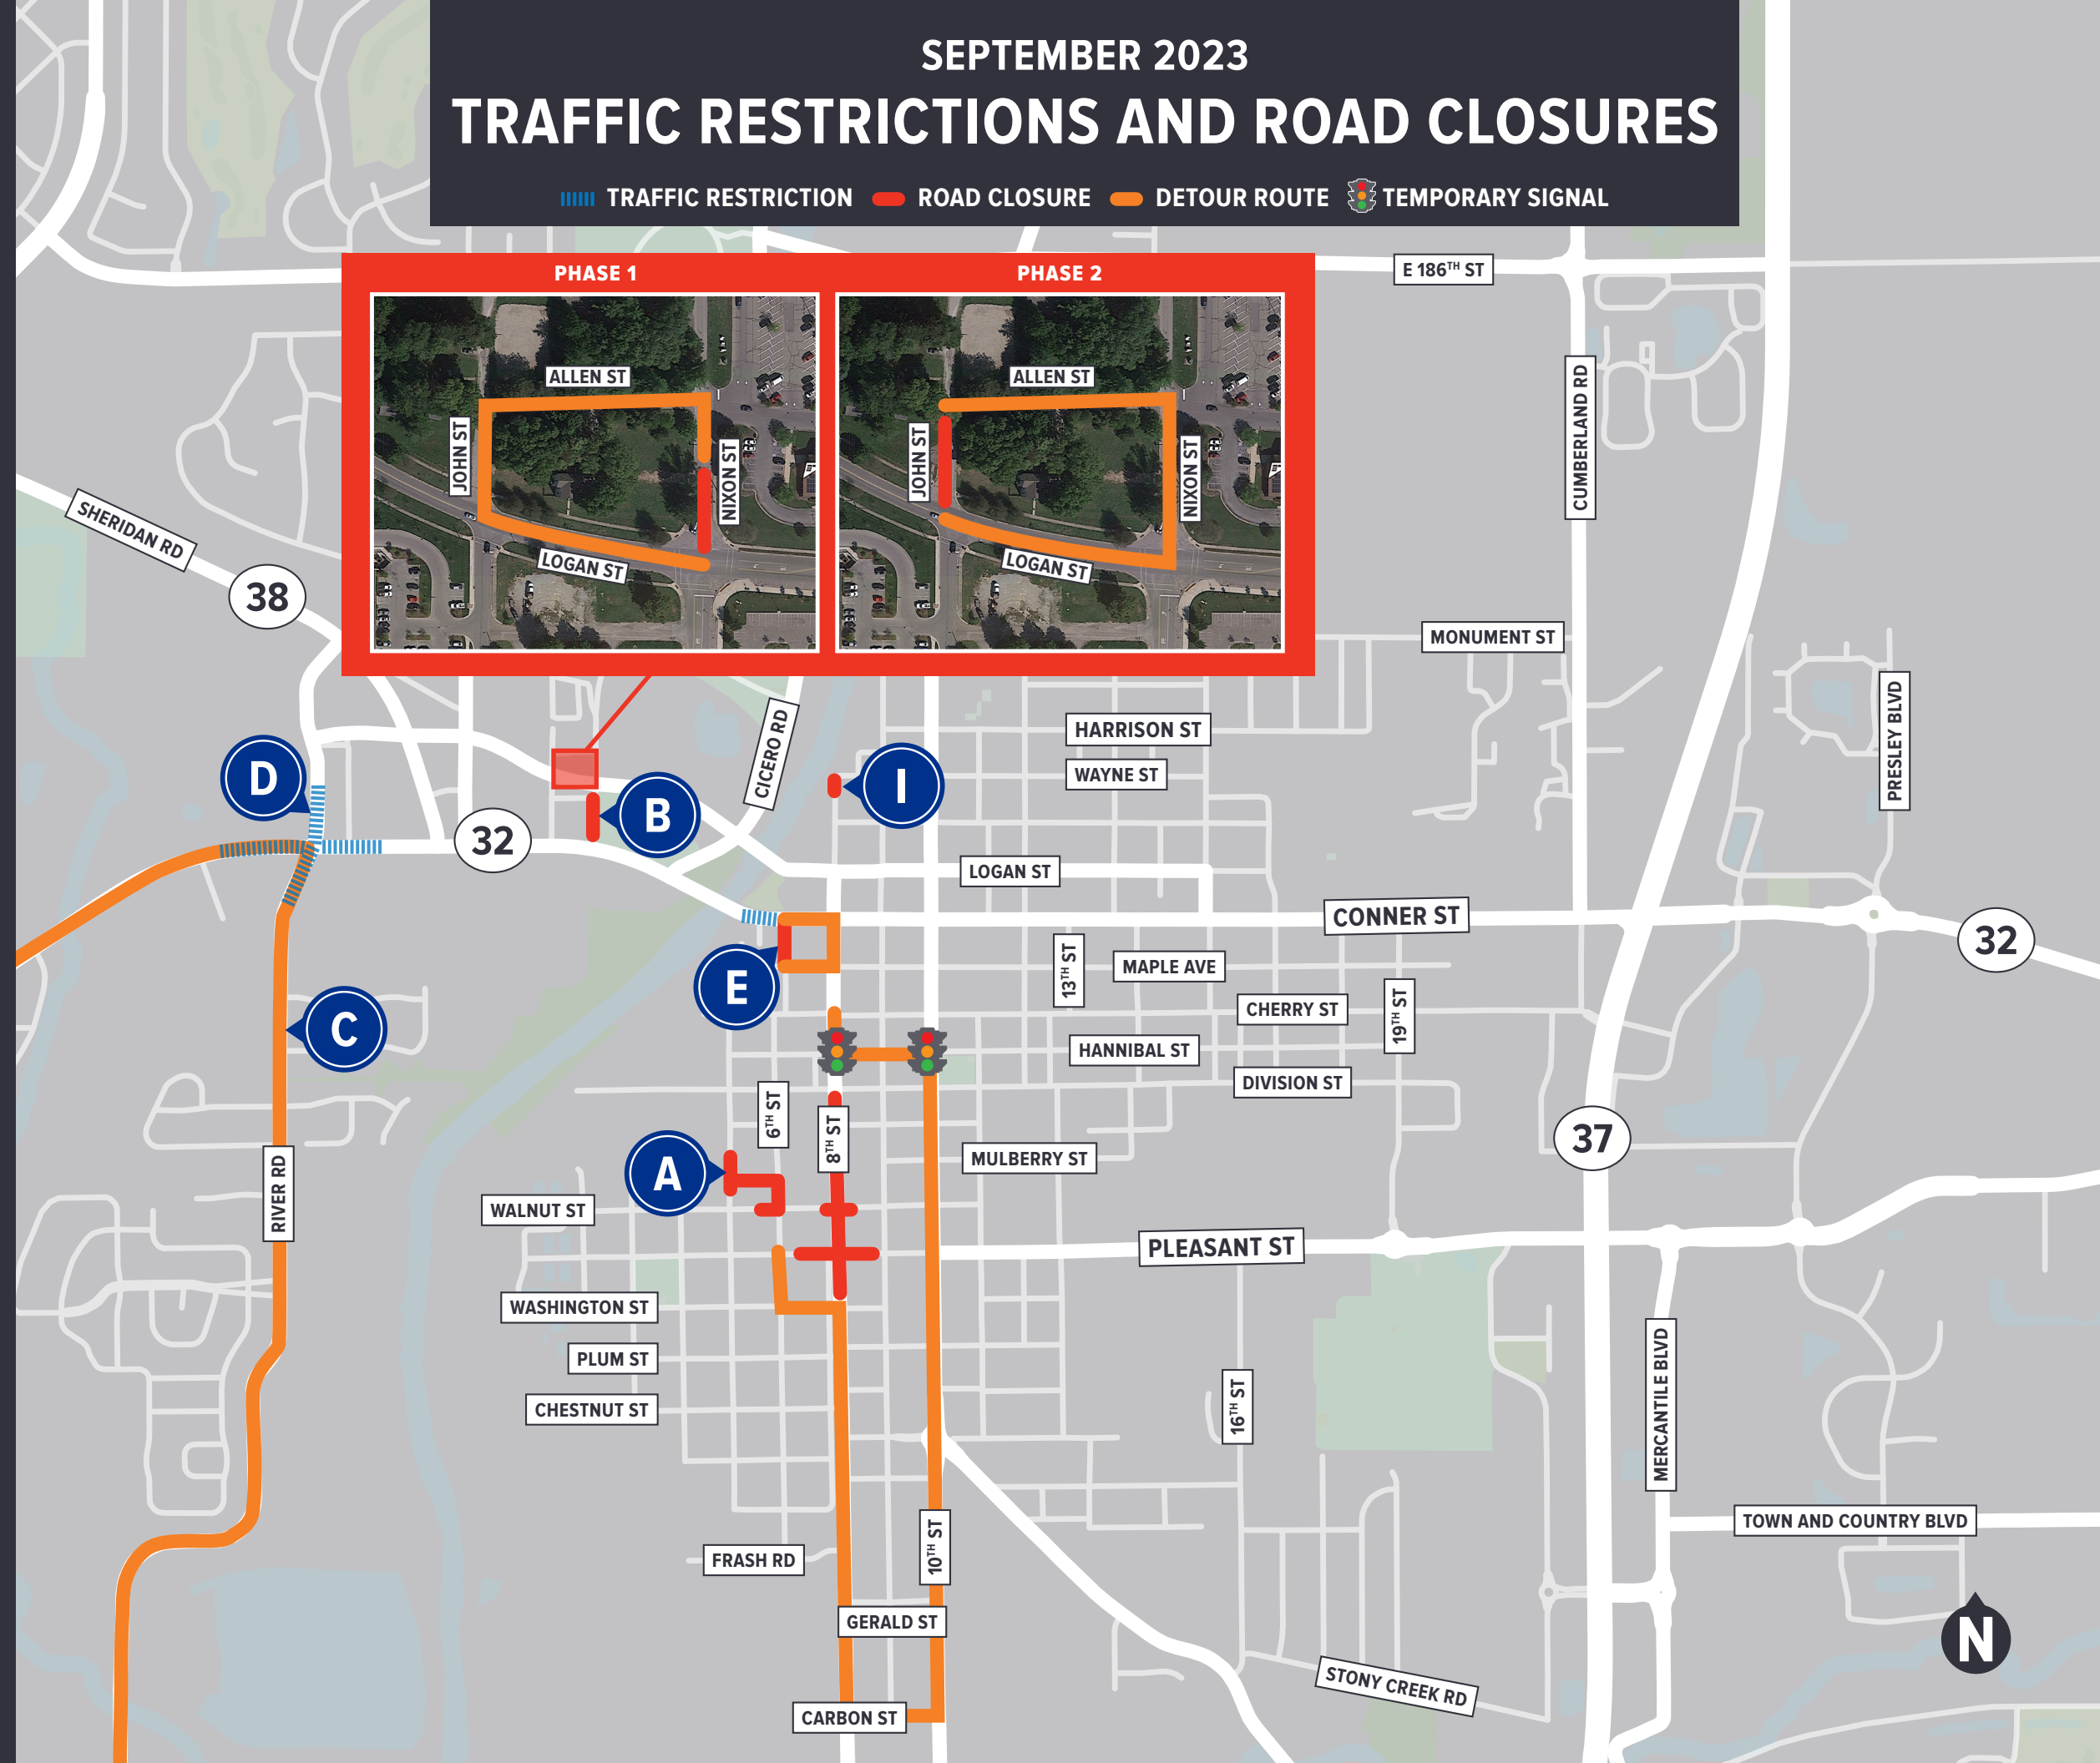 SEPTEMBER 2023
TRAFFIC RESTRICTIONS AND ROAD CLOSURES
TRAFFIC RESTRICTION
ROAD CLOSURE
DETOUR ROUTE
TEMPORARY SIGNAL
PHASE 1
PHASE 2
E 186TH ST
ALLEN ST
JOHN ST
NIXON ST
LOGAN ST
ALLEN ST
JOHN ST
NIXON ST
LOGAN ST
CUMBERLAND RD
SHERIDAN RD
38
MONUMENT ST
PRESLEY BLVD
HARRISON ST
CICERO RD
WAYNE ST
D
I
B
32
LOGAN ST
CONNER ST
32
E
13TH ST
MAPLE AVE
C
CHERRY ST
19TH ST
HANNIBAL ST
DIVISION ST
6TH ST
8TH ST
37
MULBERRY ST
A
RIVER RD
WALNUT ST
PLEASANT ST
WASHINGTON ST
PLUM ST
CHESTNUT ST
16TH ST
MERCANTILE BLVD
TOWN AND COUNTRY BLVD
10TH ST
FRASH RD
GERALD ST
N
STONY CREEK RD
CARBON ST